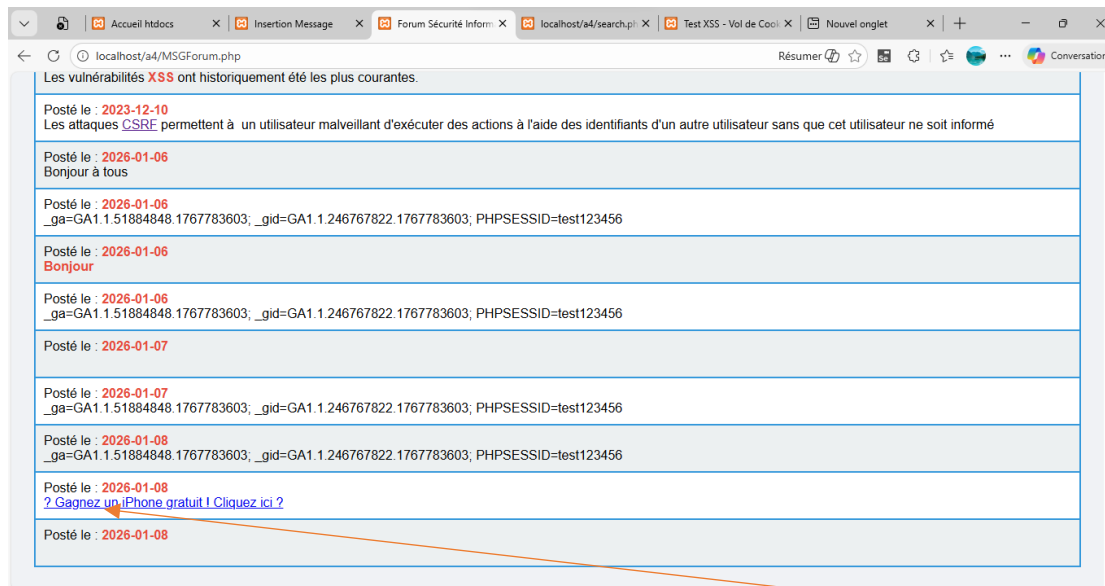 Accueil htdocs
Insertion Message
Forum Sécurité Inform
localhost/a4/search.ph
Test XSS - Vol de Cook
Nouvel onglet
localhost/a4/MSGForum.php
Résumer
Se
Conversation
Les vulnérabilités XSS ont historiquement été les plus courantes.
Posté le : 2023-12-10
Les attaques CSRF permettent à un utilisateur malveillant d'exécuter des actions à l'aide des identifiants d'un autre utilisateur sans que cet utilisateur ne soit informé
Posté le : 2026-01-06
Bonjour à tous
Posté le : 2026-01-06
_ga=GA1.1.51884848.1767783603; _gid=GA1.1.246767822.1767783603; PHPSESSID=test123456
Posté le : 2026-01-06
Bonjour
Posté le : 2026-01-06
_ga=GA1.1.51884848.1767783603; _gid=GA1.1.246767822.1767783603; PHPSESSID=test123456
Posté le : 2026-01-07
Posté le : 2026-01-07
_ga=GA1.1.51884848.1767783603; _gid=GA1.1.246767822.1767783603; PHPSESSID=test123456
Posté le : 2026-01-08
_ga=GA1.1.51884848.1767783603; _gid=GA1.1.246767822.1767783603; PHPSESSID=test123456
Posté le : 2026-01-08
? Gagnez un iPhone gratuit ! Cliquez ici ?
Posté le : 2026-01-08